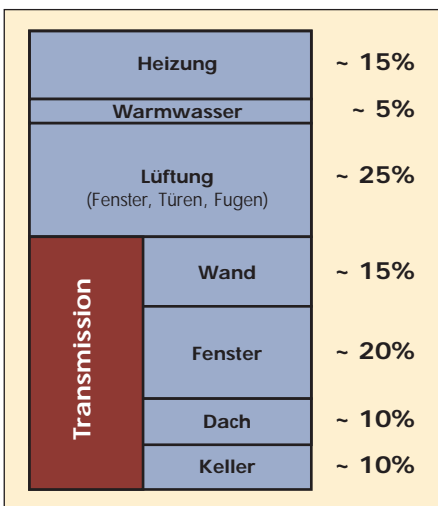 Heizung ~ 15%
Warmwasser ~ 5%
Lüftung ~ 25%
(Fenster, Türen, Fugen)
Transmission
Wand ~ 15%
Fenster ~ 20%
Dach ~ 10%
Keller ~ 10%